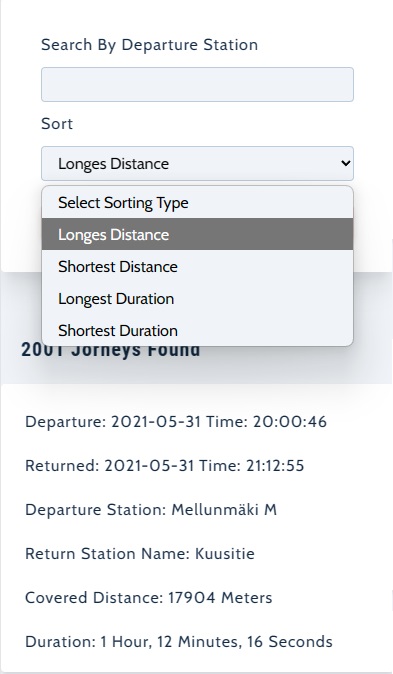 Search By Departure Station
Sort
Longes Distance
Select Sorting Type
Longes Distance
Shortest Distance
Longest Duration
Shortest Duration
2001 Jorneys Found
Departure: 2021-05-31 Time: 20:00:46
Returned: 2021-05-31 Time: 21:12:55
Departure Station: Mellunmäki M
Return Station Name: Kuusitie
Covered Distance: 17904 Meters
Duration: 1 Hour, 12 Minutes, 16 Seconds